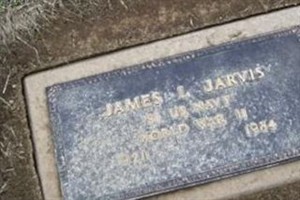 JAMES L. JARVIS
US NAVY
WORLD WAR II
1984